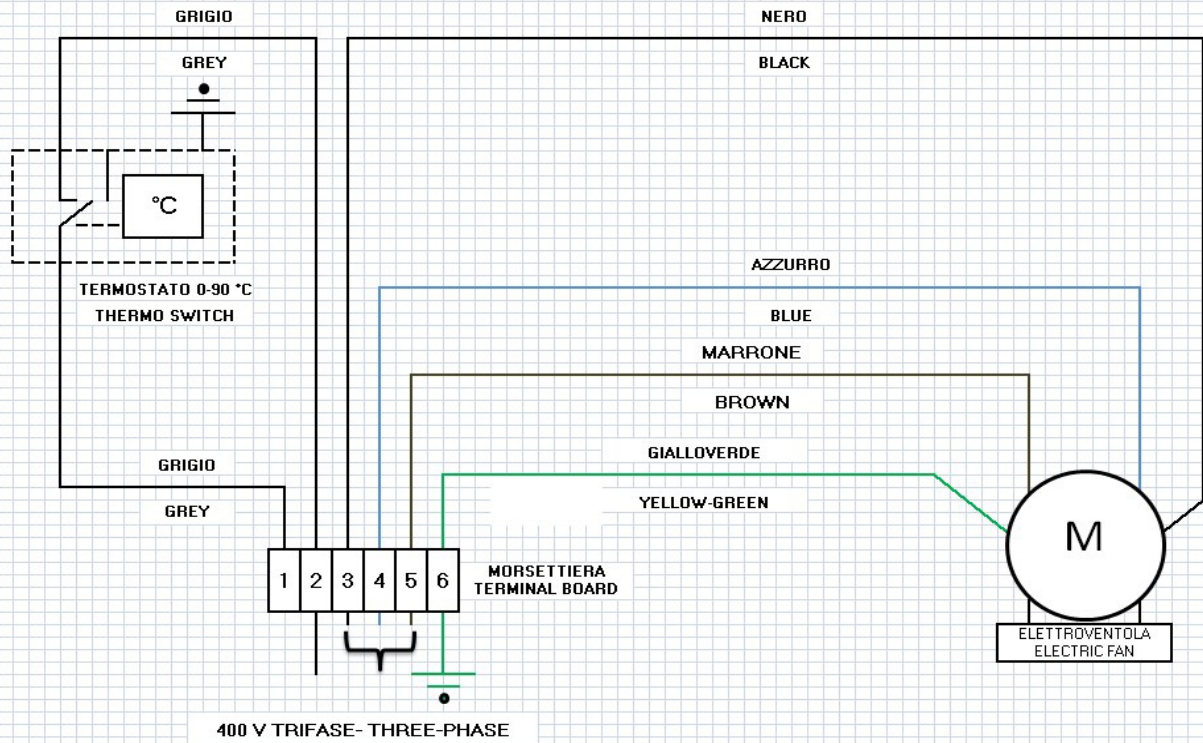 GRIGIO
NERO
GREY
BLACK
°C
AZZURRO
TERMOSTATO 0-90 °C
THERMO SWITCH
BLUE
MARRONE
BROWN
GIALLOVERDE
GRIGIO
YELLOW-GREEN
GREY
M
1 2 3 4 5 6
MORSETTIERA
TERMINAL BOARD
ELETTROVENTOLA
ELECTRIC FAN
400 V TRIFASE- THREE-PHASE